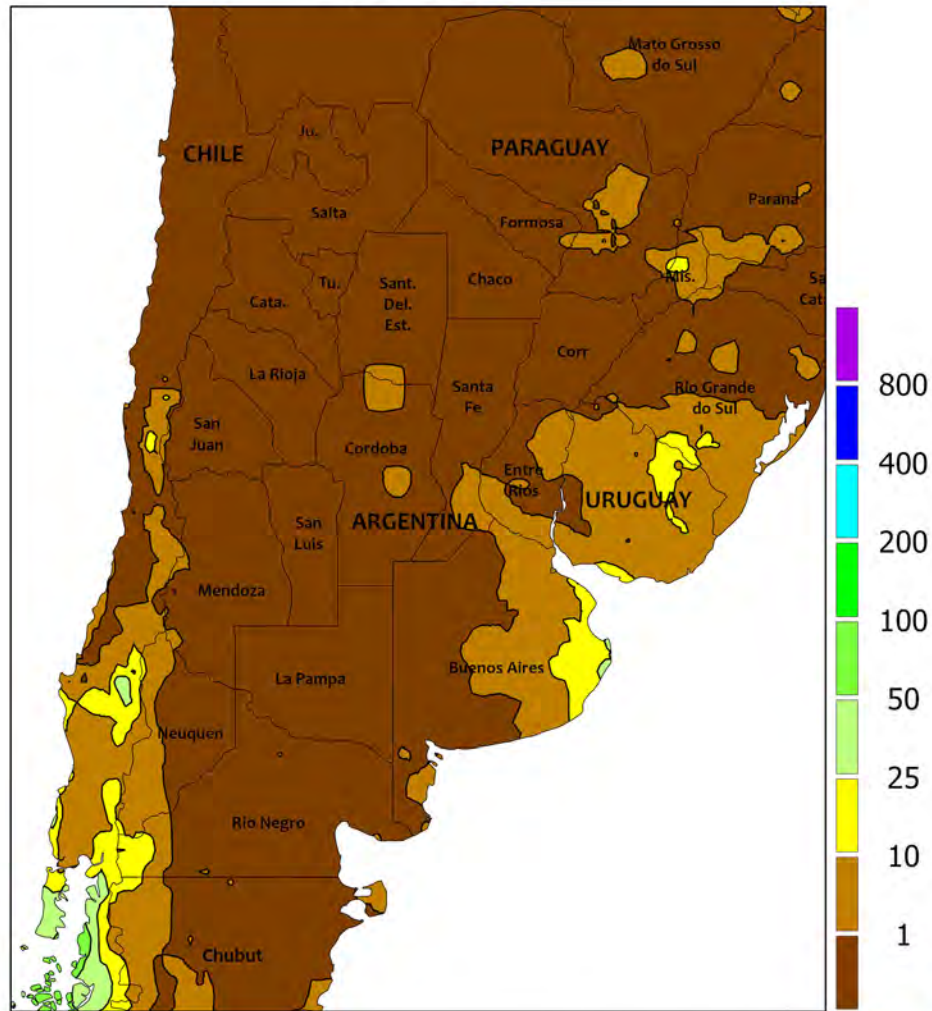 Mato Grosso
do Sul
Ju.
CHILE
PARAGUAY
Salta
Formosa
Parana
Chaco
Mis.
Sa
Cat
Tu.
Cata.
Sant.
Del.
Est.
Corr
La Rioja
Santa
Fe
Rio Grande
do Sul
San
Juan
Cordoba
Entre
Rios
URUGUAY
ARGENTINA
San
Luis
Mendoza
Buenos Aires
La Pampa
Neuquen
Rio Negro
Chubut
800
400
200
100
50
25
10
1